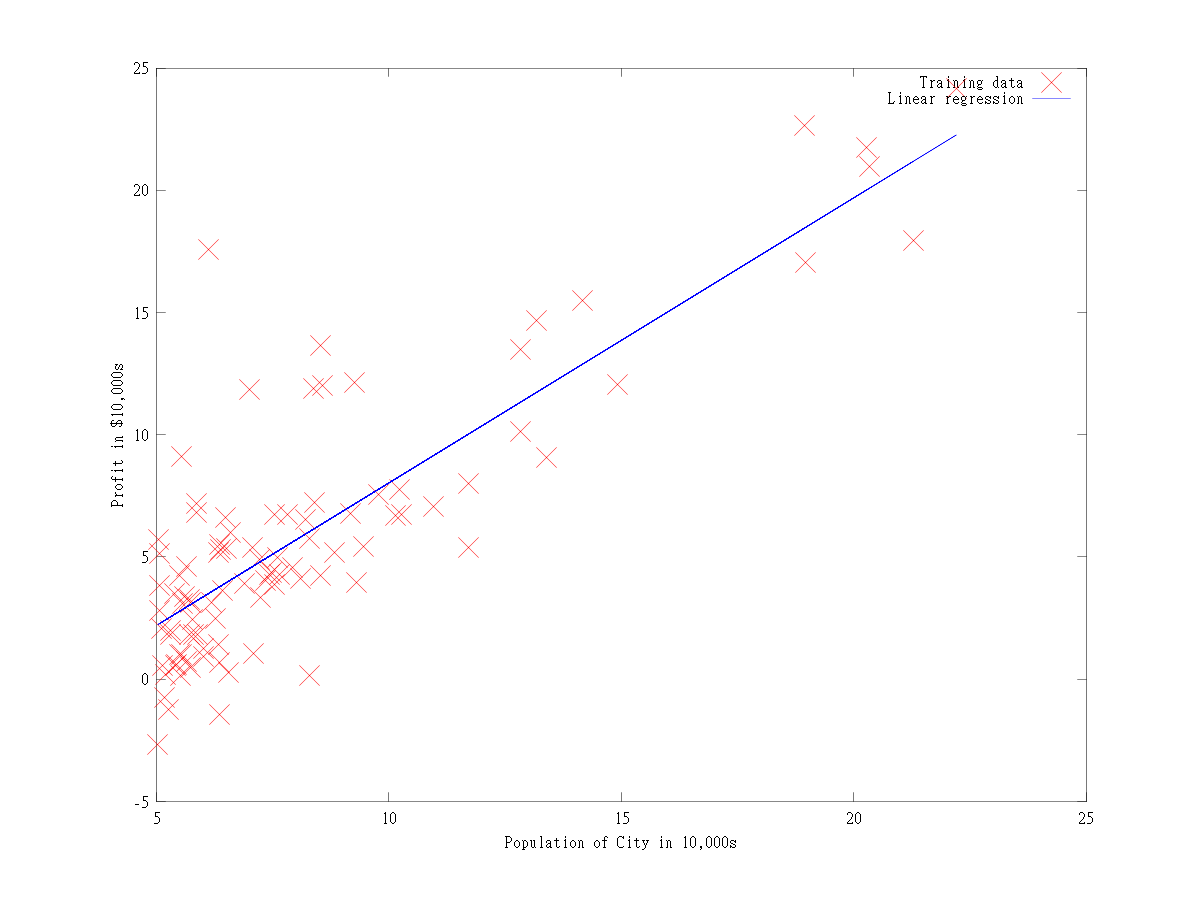 25
Training data
Linear regression
20
15
Profit in $10,000s
10
5
0
-5
5 10 15 20 25
Population of City in 10,000s